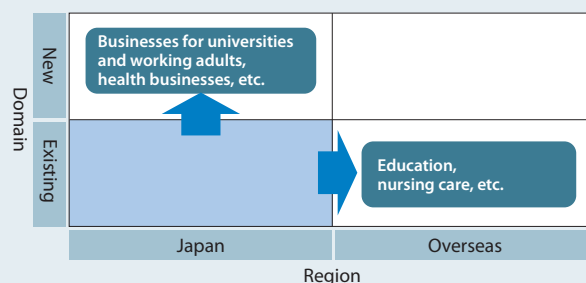 Domain
New
Existing
Businesses for universities
and working adults,
health businesses, etc.
Education,
nursing care, etc.
Japan
Overseas
Region